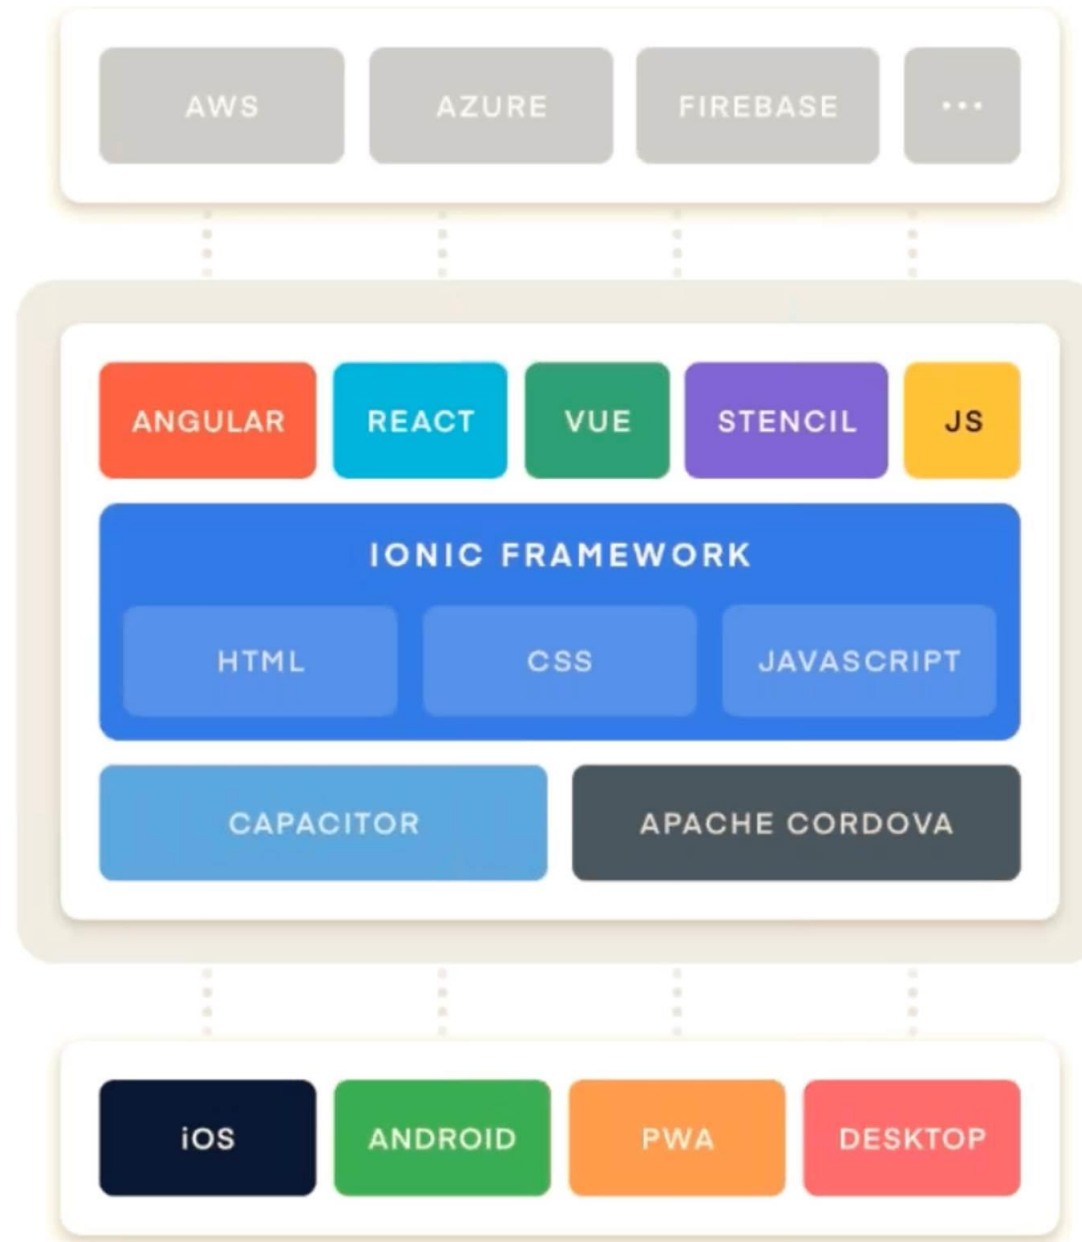 AWS AZURE FIREBASE ...
ANGULAR REACT VUE STENCIL JS
IONIC FRAMEWORK
HTML CSS JAVASCRIPT
CAPACITOR APACHE CORDOVA
iOS ANDROID PWA DESKTOP